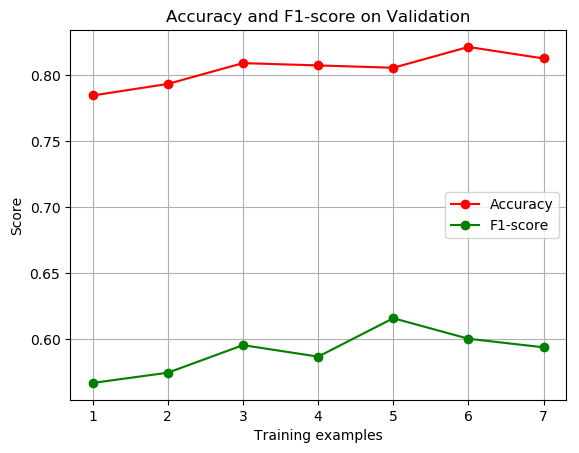 Accuracy and F1-score on Validation
0.80
0.75
0.70
0.65
0.60
Score
Accuracy
F1-score
1 2 3 4 5 6 7
Training examples